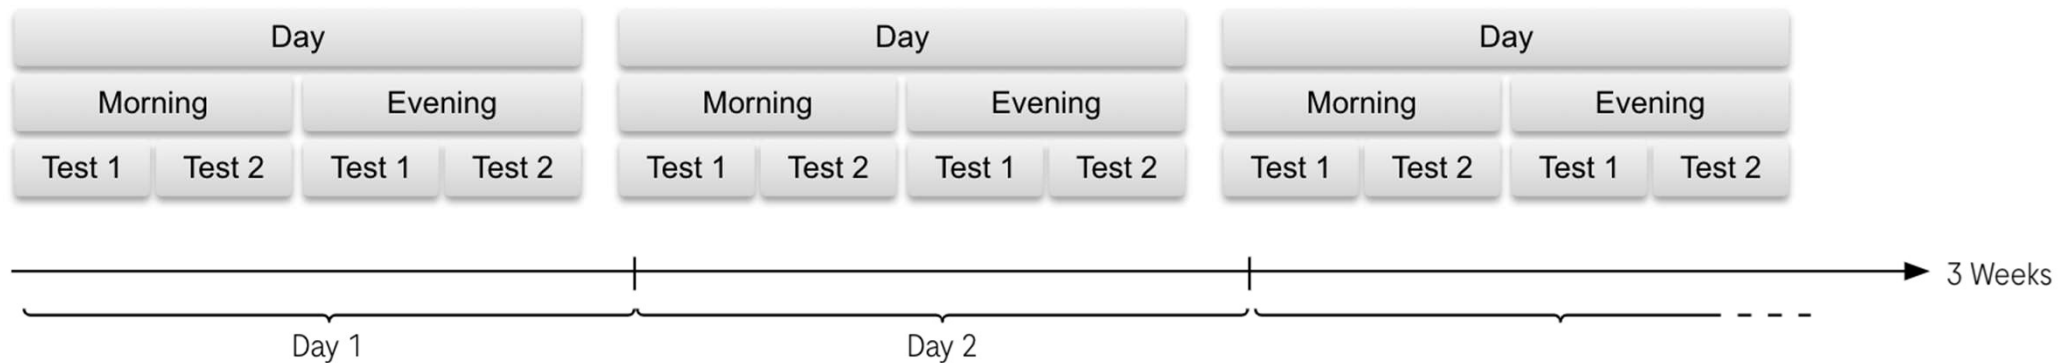 Day Day Day
Morning Evening Morning Evening Morning Evening
Test 1 Test 2 Test 1 Test 2 Test 1 Test 2 Test 1 Test 2 Test 1 Test 2 Test 1 Test 2
3 Weeks
Day 1 Day 2